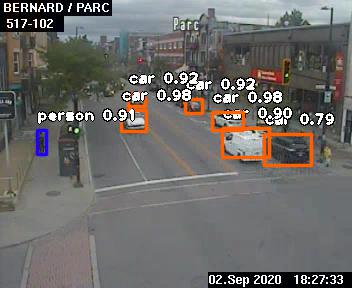 BERNARD / PARC
517-102
Parc
car 0.92
car 0.92
car 0.98
car 0.98
person 0.91
car 0.90
car 0.79
02.Sep 2020
18:27:33